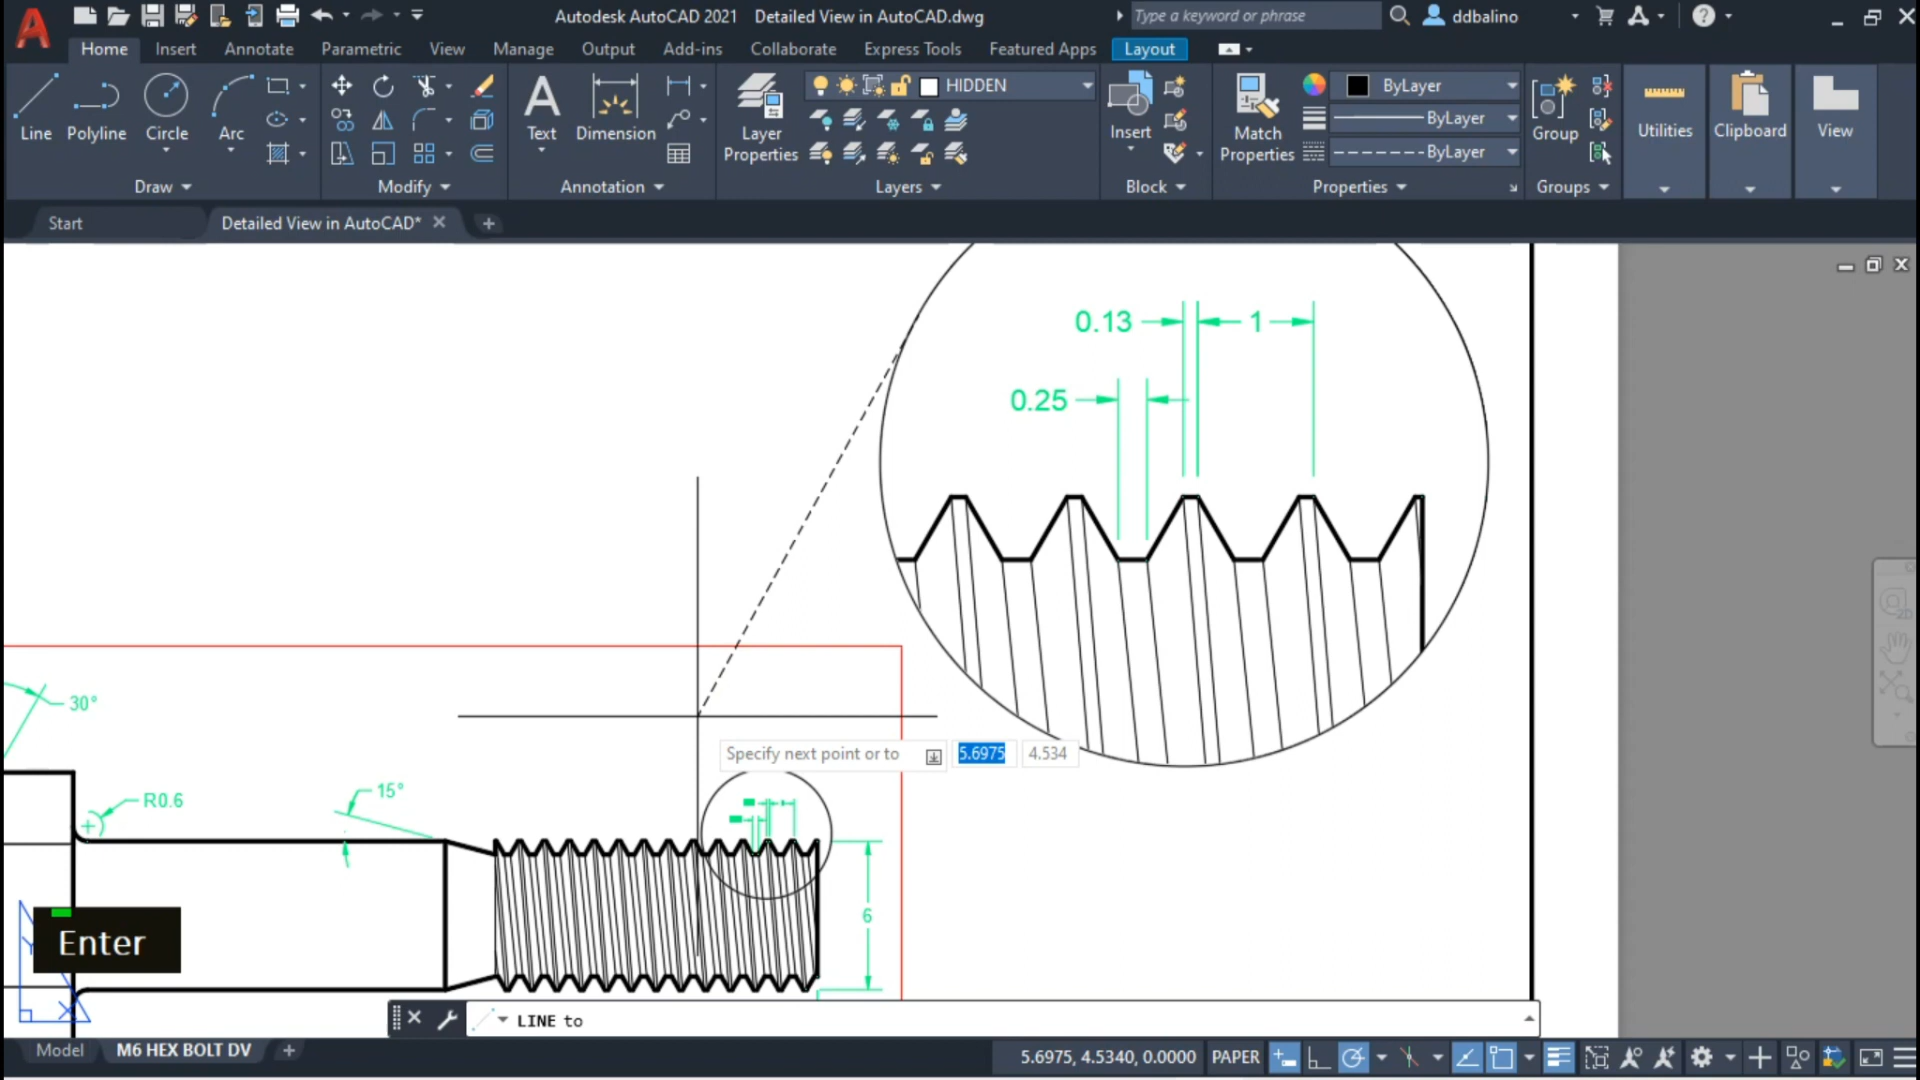 Autodesk AutoCAD 2021 Detailed View in AutoCAD.dwg
Type a keyword or phrase
ddbalino
Home Insert Annotate Parametric View Manage Output Add-ins Collaborate Express Tools Featured Apps Layout
HIDDEN
ByLayer
ByLayer
ByLayer
Line Polyline Circle Arc
Text Dimension
Layer Properties
Insert
Match Properties
Group
Utilities Clipboard View
Draw Modify Annotation Layers Block Properties Groups
Start Detailed View in AutoCAD*
0.13 1
0.25
30°
Specify next point or to 5.6975 4.534
R0.6
15°
6
Enter
Y
X
LINE to
Model M6 HEX BOLT DV
5.6975, 4.5340, 0.0000 PAPER